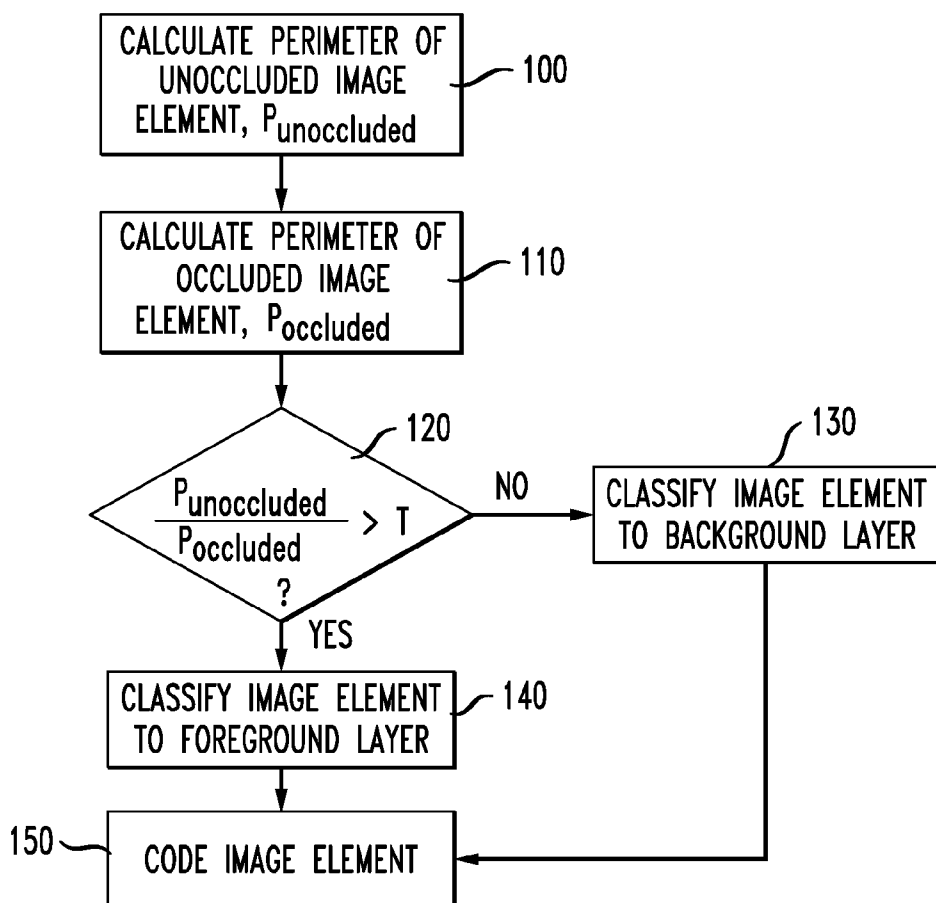 CALCULATE PERIMETER OF
UNOCCLUDED IMAGE
ELEMENT, Punoccluded
100
CALCULATE PERIMETER OF
OCCLUDED IMAGE
ELEMENT, Poccluded
110
120
Punoccluded
Poccluded
> T
?
NO
YES
130
CLASSIFY IMAGE ELEMENT
TO BACKGROUND LAYER
CLASSIFY IMAGE ELEMENT
TO FOREGROUND LAYER
140
150
CODE IMAGE ELEMENT